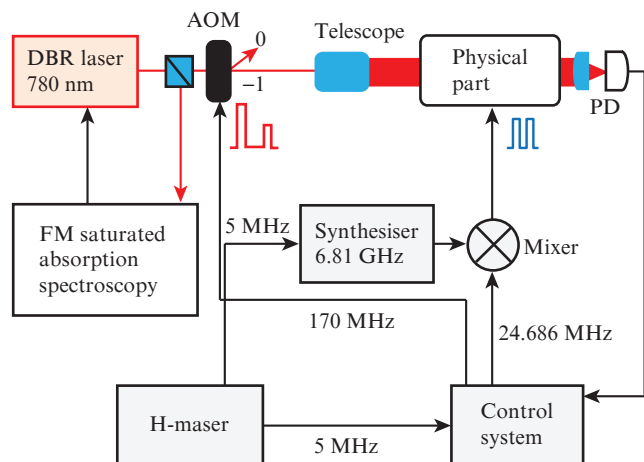 AOM
0
Telescope
DBR laser
780 nm
Physical
part
−1
PD
FM saturated
absorption
spectroscopy
5 MHz
Synthesiser
6.81 GHz
Mixer
170 MHz
24.686 MHz
H-maser
5 MHz
Control
system